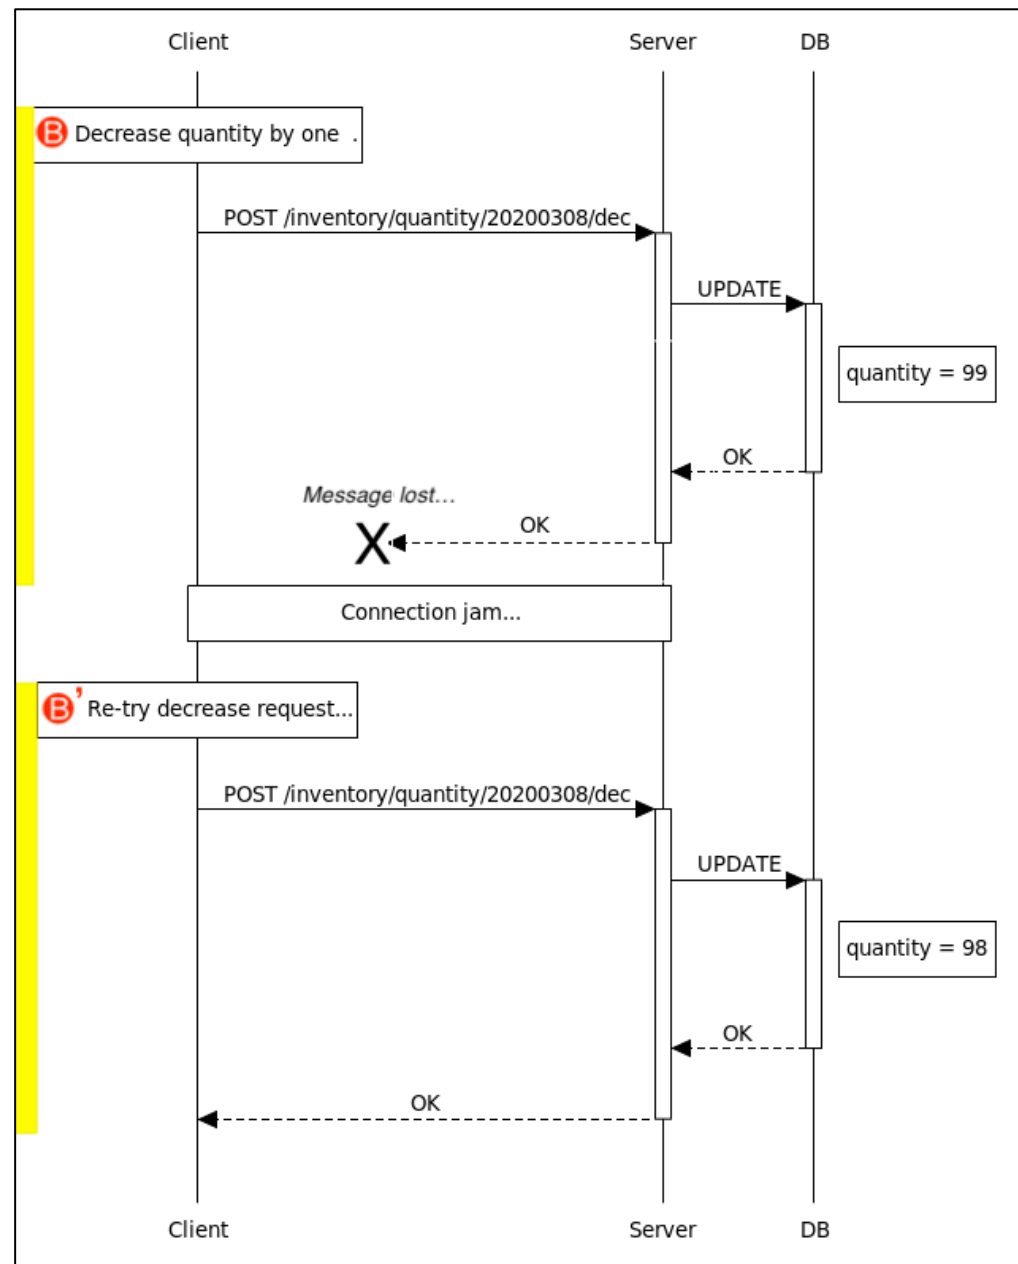 Client Server DB
B Decrease quantity by one .
POST /inventory/quantity/20200308/dec
UPDATE
quantity = 99
OK
Message lost...
X
OK
Connection jam...
B’ Re-try decrease request...
POST /inventory/quantity/20200308/dec
UPDATE
quantity = 98
OK
OK
Client Server DB